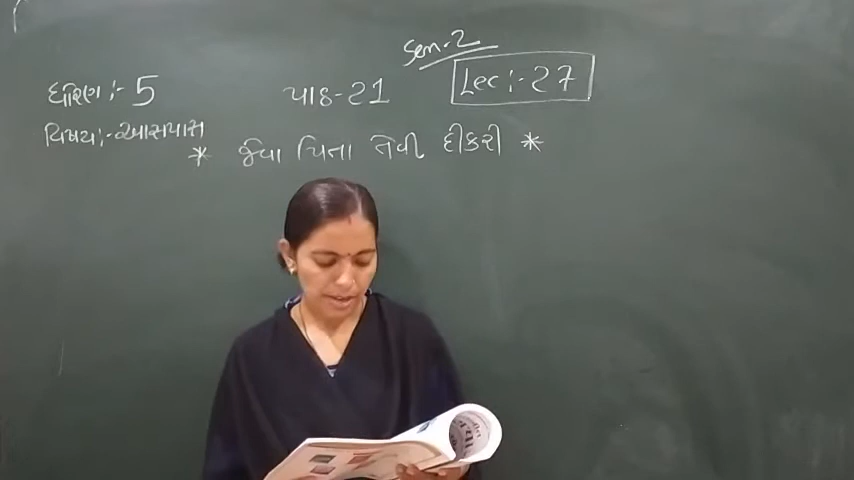 Sem-2
ધોરણ :- 5 પાઠ-21 Lec :- 27
વિષય :- આસપાસ
* જેવા પિતા તેવી દીકરી *